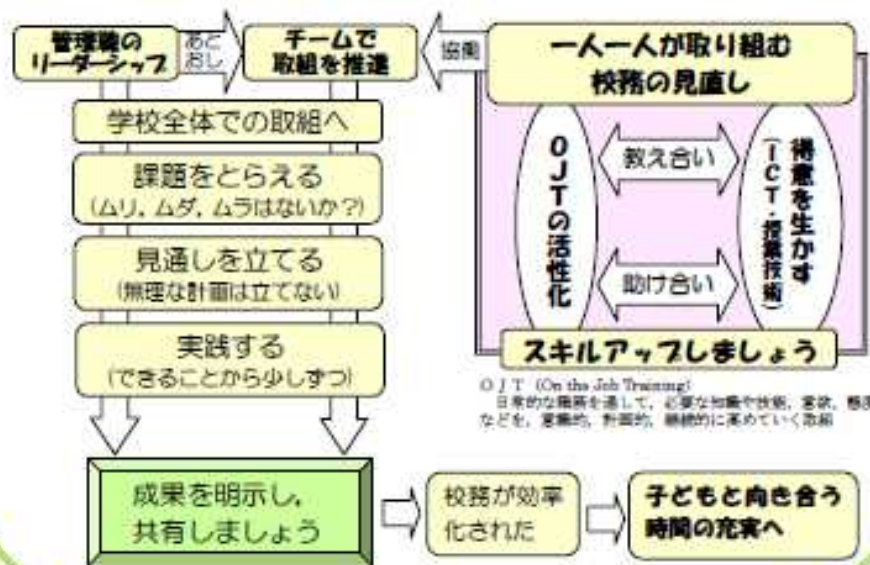 管理職の
リーダーシップ
あと
おし
チームで
取組を推進
協働
一人一人が取り組む
校務の見直し
学校全体での取組へ
課題をとらえる
(ムリ，ムダ，ムラはないか？)
見通しを立てる
(無理な計画は立てない)
実践する
(できることから少しずつ)
OJTの活性化
教え合い
助け合い
得意を生かす
(ICT・授業技術)
スキルアップしましょう
OJT (On the Job Training)
日常的な職務を通して，必要な知識や技能，意欲，態度
などを，意識的，計画的，継続的に高めていく取組
成果を明示し，
共有しましょう
校務が効率
化された
子どもと向き合う
時間の充実へ